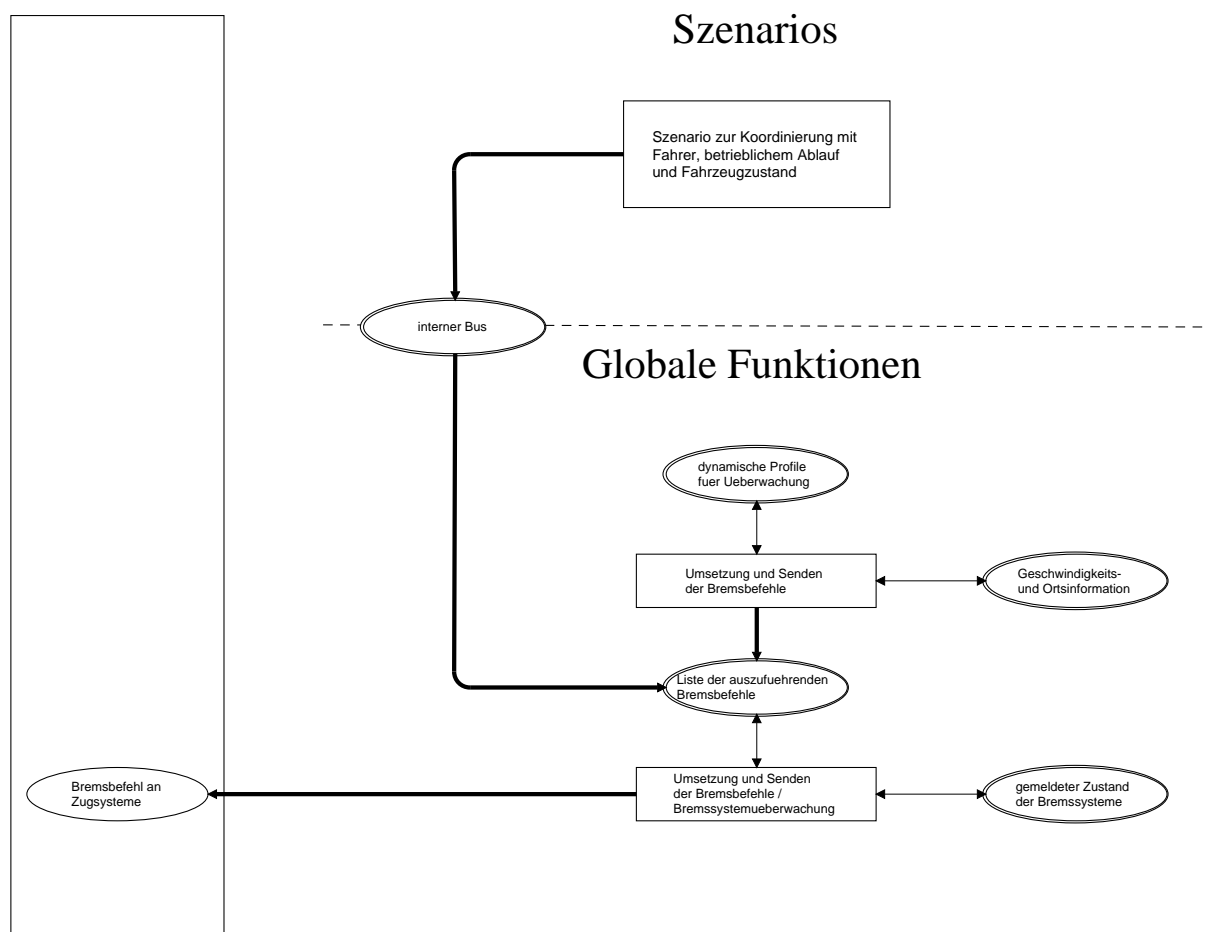 Szenarios
Szenario zur Koordinierung mit
Fahrer, betrieblichem Ablauf
und Fahrzeugzustand
interner Bus
Globale Funktionen
dynamische Profile
fuer Ueberwachung
Umsetzung und Senden
der Bremsbefehle
Geschwindigkeits-
und Ortsinformation
Liste der auszufuehrenden
Bremsbefehle
Bremsbefehl an
Zugsysteme
Umsetzung und Senden
der Bremsbefehle /
Bremssystemueberwachung
gemeldeter Zustand
der Bremssysteme